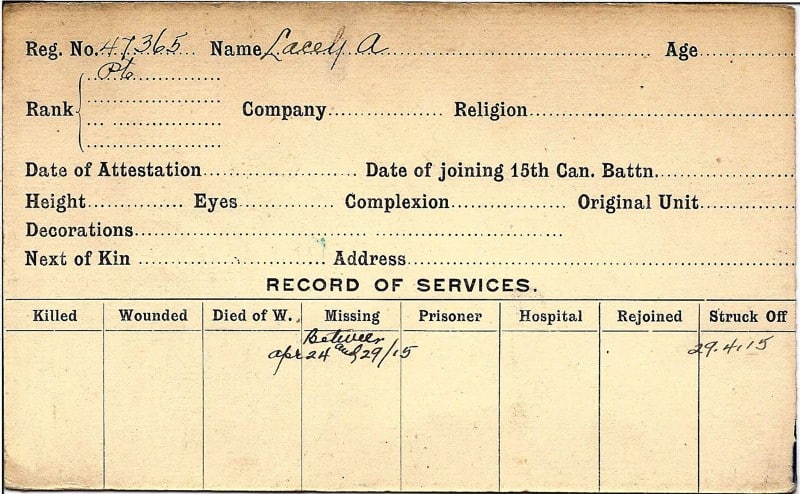 Reg. No. 47365 Name Lacey A Age
Pte
Rank Company Religion
Date of Attestation Date of joining 15th Can. Battn.
Height Eyes Complexion Original Unit
Decorations
Next of Kin Address
RECORD OF SERVICES.
Killed Wounded Died of W. Missing Prisoner Hospital Rejoined Struck Off
Between
apr 24 and 29/15 29.4.15